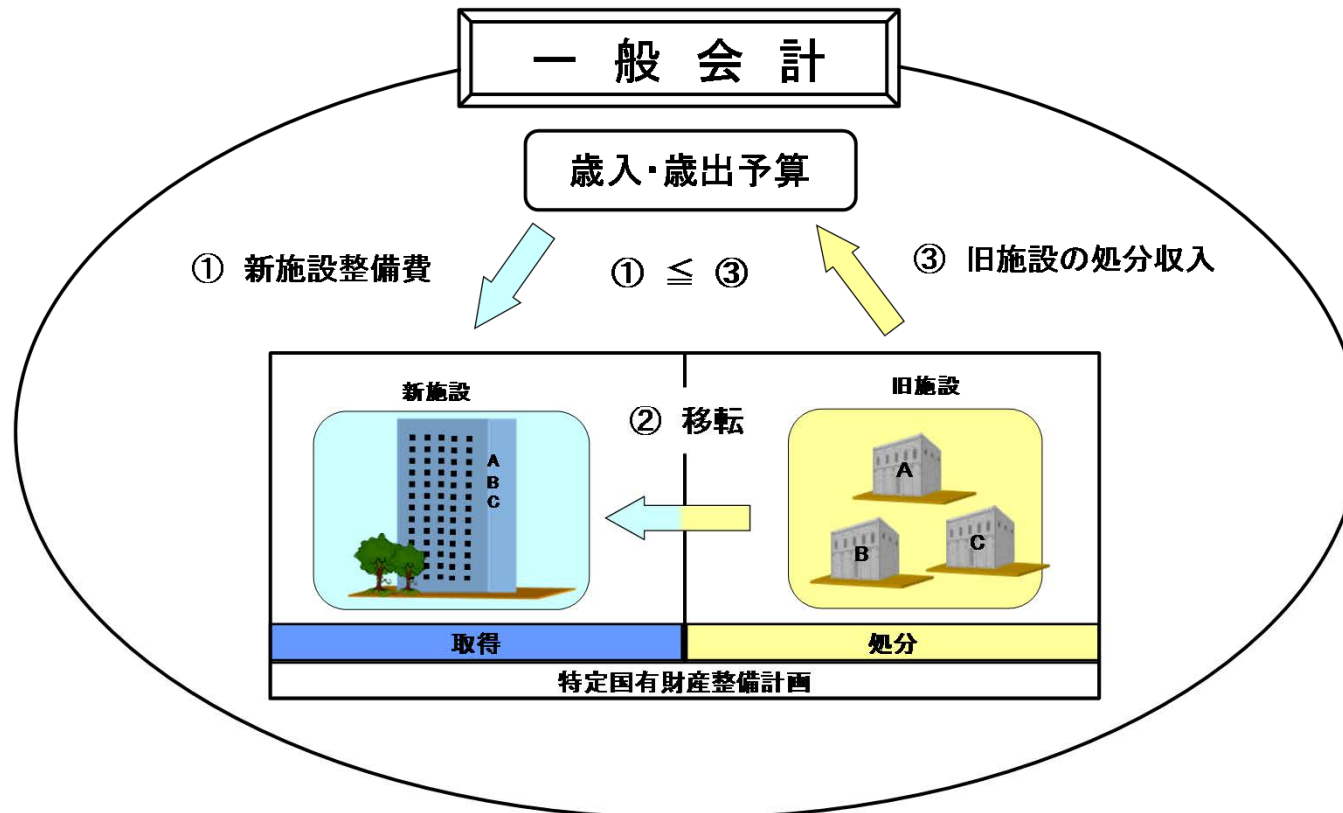 一般会計
歳入・歳出予算
① 新施設整備費
① ≦ ③
③ 旧施設の処分収入
新施設
旧施設
② 移転
A
B
C
A
B
C
取得
処分
特定国有財産整備計画